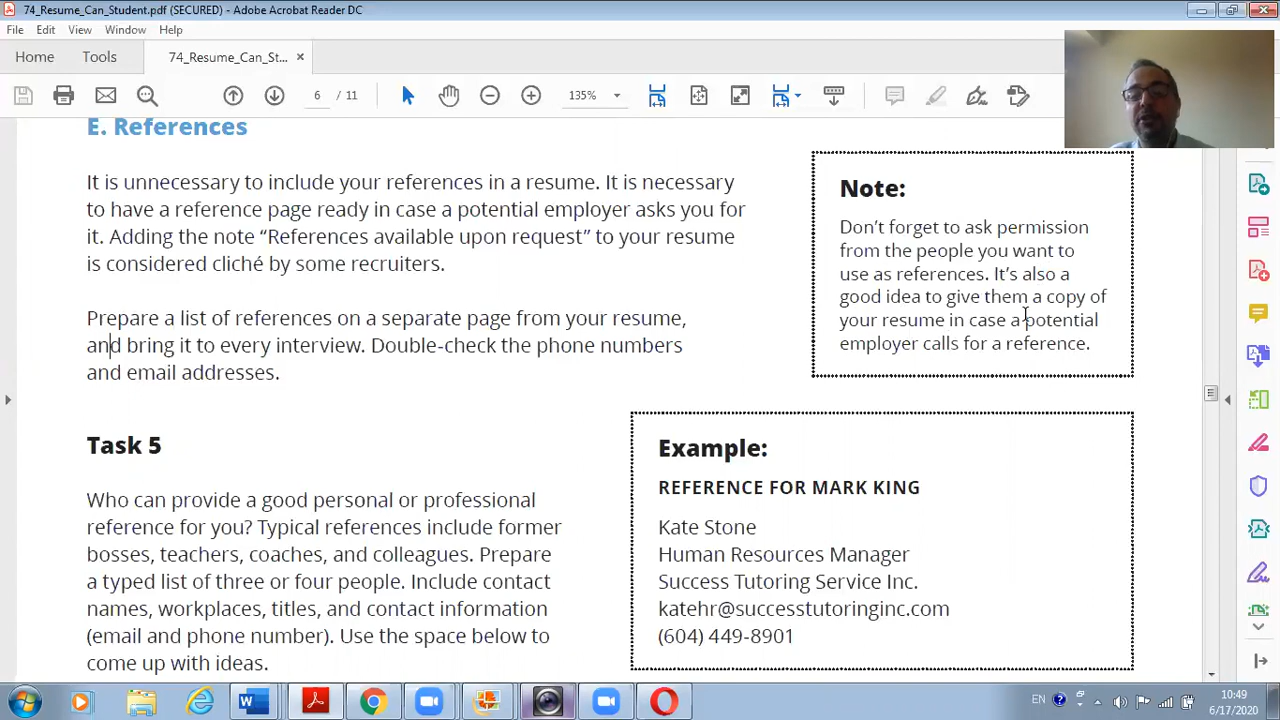 74_Resume_Can_Student.pdf (SECURED) - Adobe Acrobat Reader DC
File Edit View Window Help
Home Tools 74_Resume_Can_St... ×
6 / 11 135%
E. References
It is unnecessary to include your references in a resume. It is necessary
to have a reference page ready in case a potential employer asks you for
it. Adding the note “References available upon request” to your resume
is considered cliché by some recruiters.
Prepare a list of references on a separate page from your resume,
and bring it to every interview. Double-check the phone numbers
and email addresses.
Note:
Don’t forget to ask permission
from the people you want to
use as references. It’s also a
good idea to give them a copy of
your resume in case a potential
employer calls for a reference.
Task 5
Who can provide a good personal or professional
reference for you? Typical references include former
bosses, teachers, coaches, and colleagues. Prepare
a typed list of three or four people. Include contact
names, workplaces, titles, and contact information
(email and phone number). Use the space below to
come up with ideas.
Example:
REFERENCE FOR MARK KING
Kate Stone
Human Resources Manager
Success Tutoring Service Inc.
katehr@successtutoringinc.com
(604) 449-8901
EN 10:49
6/17/2020